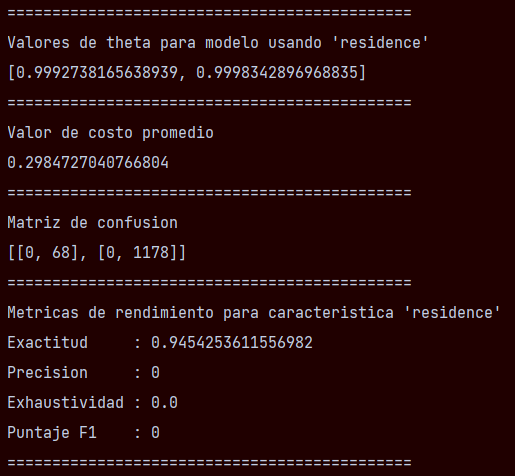 =============================================
Valores de theta para modelo usando 'residence'
[0.9992738165638939, 0.9998342896968835]
=============================================
Valor de costo promedio
0.2984727040766804
=============================================
Matriz de confusion
[[0, 68], [0, 1178]]
=============================================
Metricas de rendimiento para caracteristica 'residence'
Exactitud     : 0.9454253611556982
Precision     : 0
Exhaustividad : 0.0
Puntaje F1    : 0
=============================================